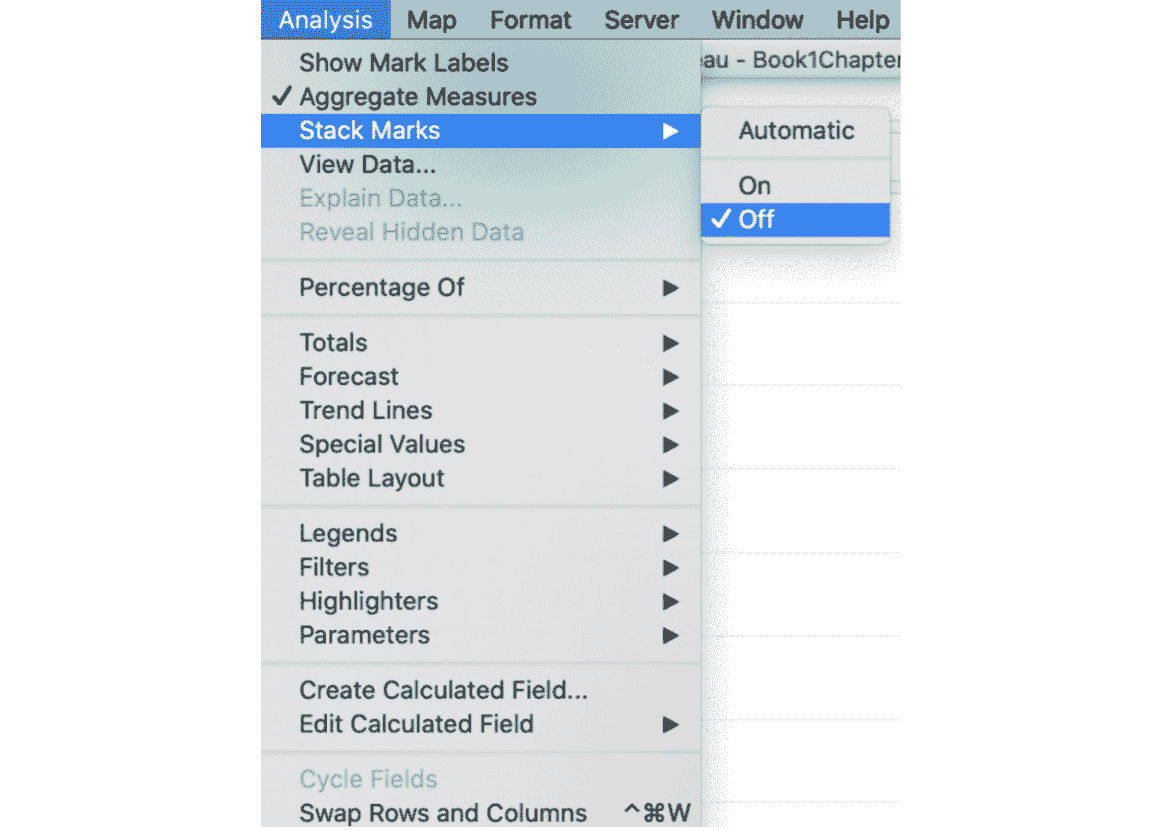 Analysis Map Format Server Window Help
Show Mark Labels
au - Book1Chapter
✓ Aggregate Measures
Stack Marks ▶
Automatic
View Data...
On
Explain Data...
✓ Off
Reveal Hidden Data
Percentage Of ▶
Totals ▶
Forecast ▶
Trend Lines ▶
Special Values ▶
Table Layout ▶
Legends ▶
Filters ▶
Highlighters ▶
Parameters ▶
Create Calculated Field...
Edit Calculated Field ▶
Cycle Fields
Swap Rows and Columns ^⌘W